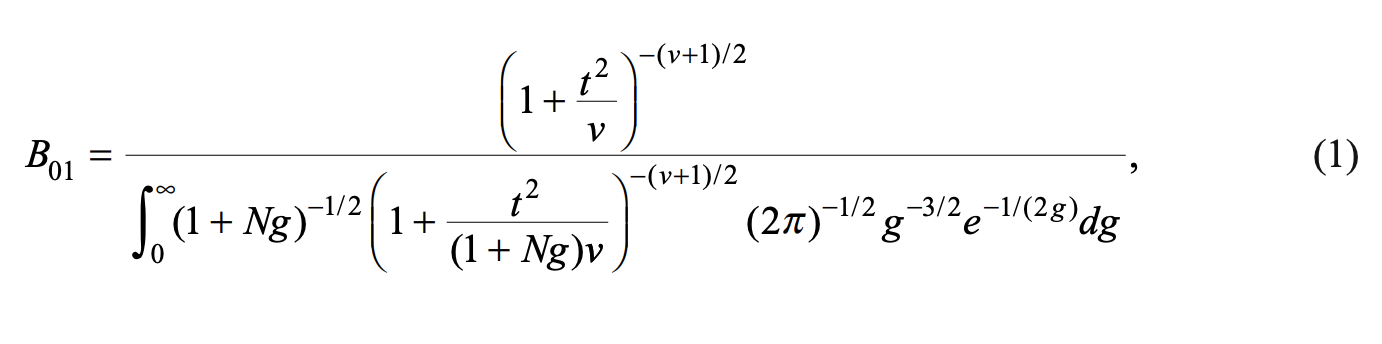 B_{01} = \frac{\left(1 + \frac{t^2}{v}\right)^{-(v+1)/2}}{\int_0^\infty (1 + Ng)^{-1/2} \left(1 + \frac{t^2}{(1 + Ng)v}\right)^{-(v+1)/2} (2\pi)^{-1/2} g^{-3/2} e^{-1/(2g)} dg}, (1)